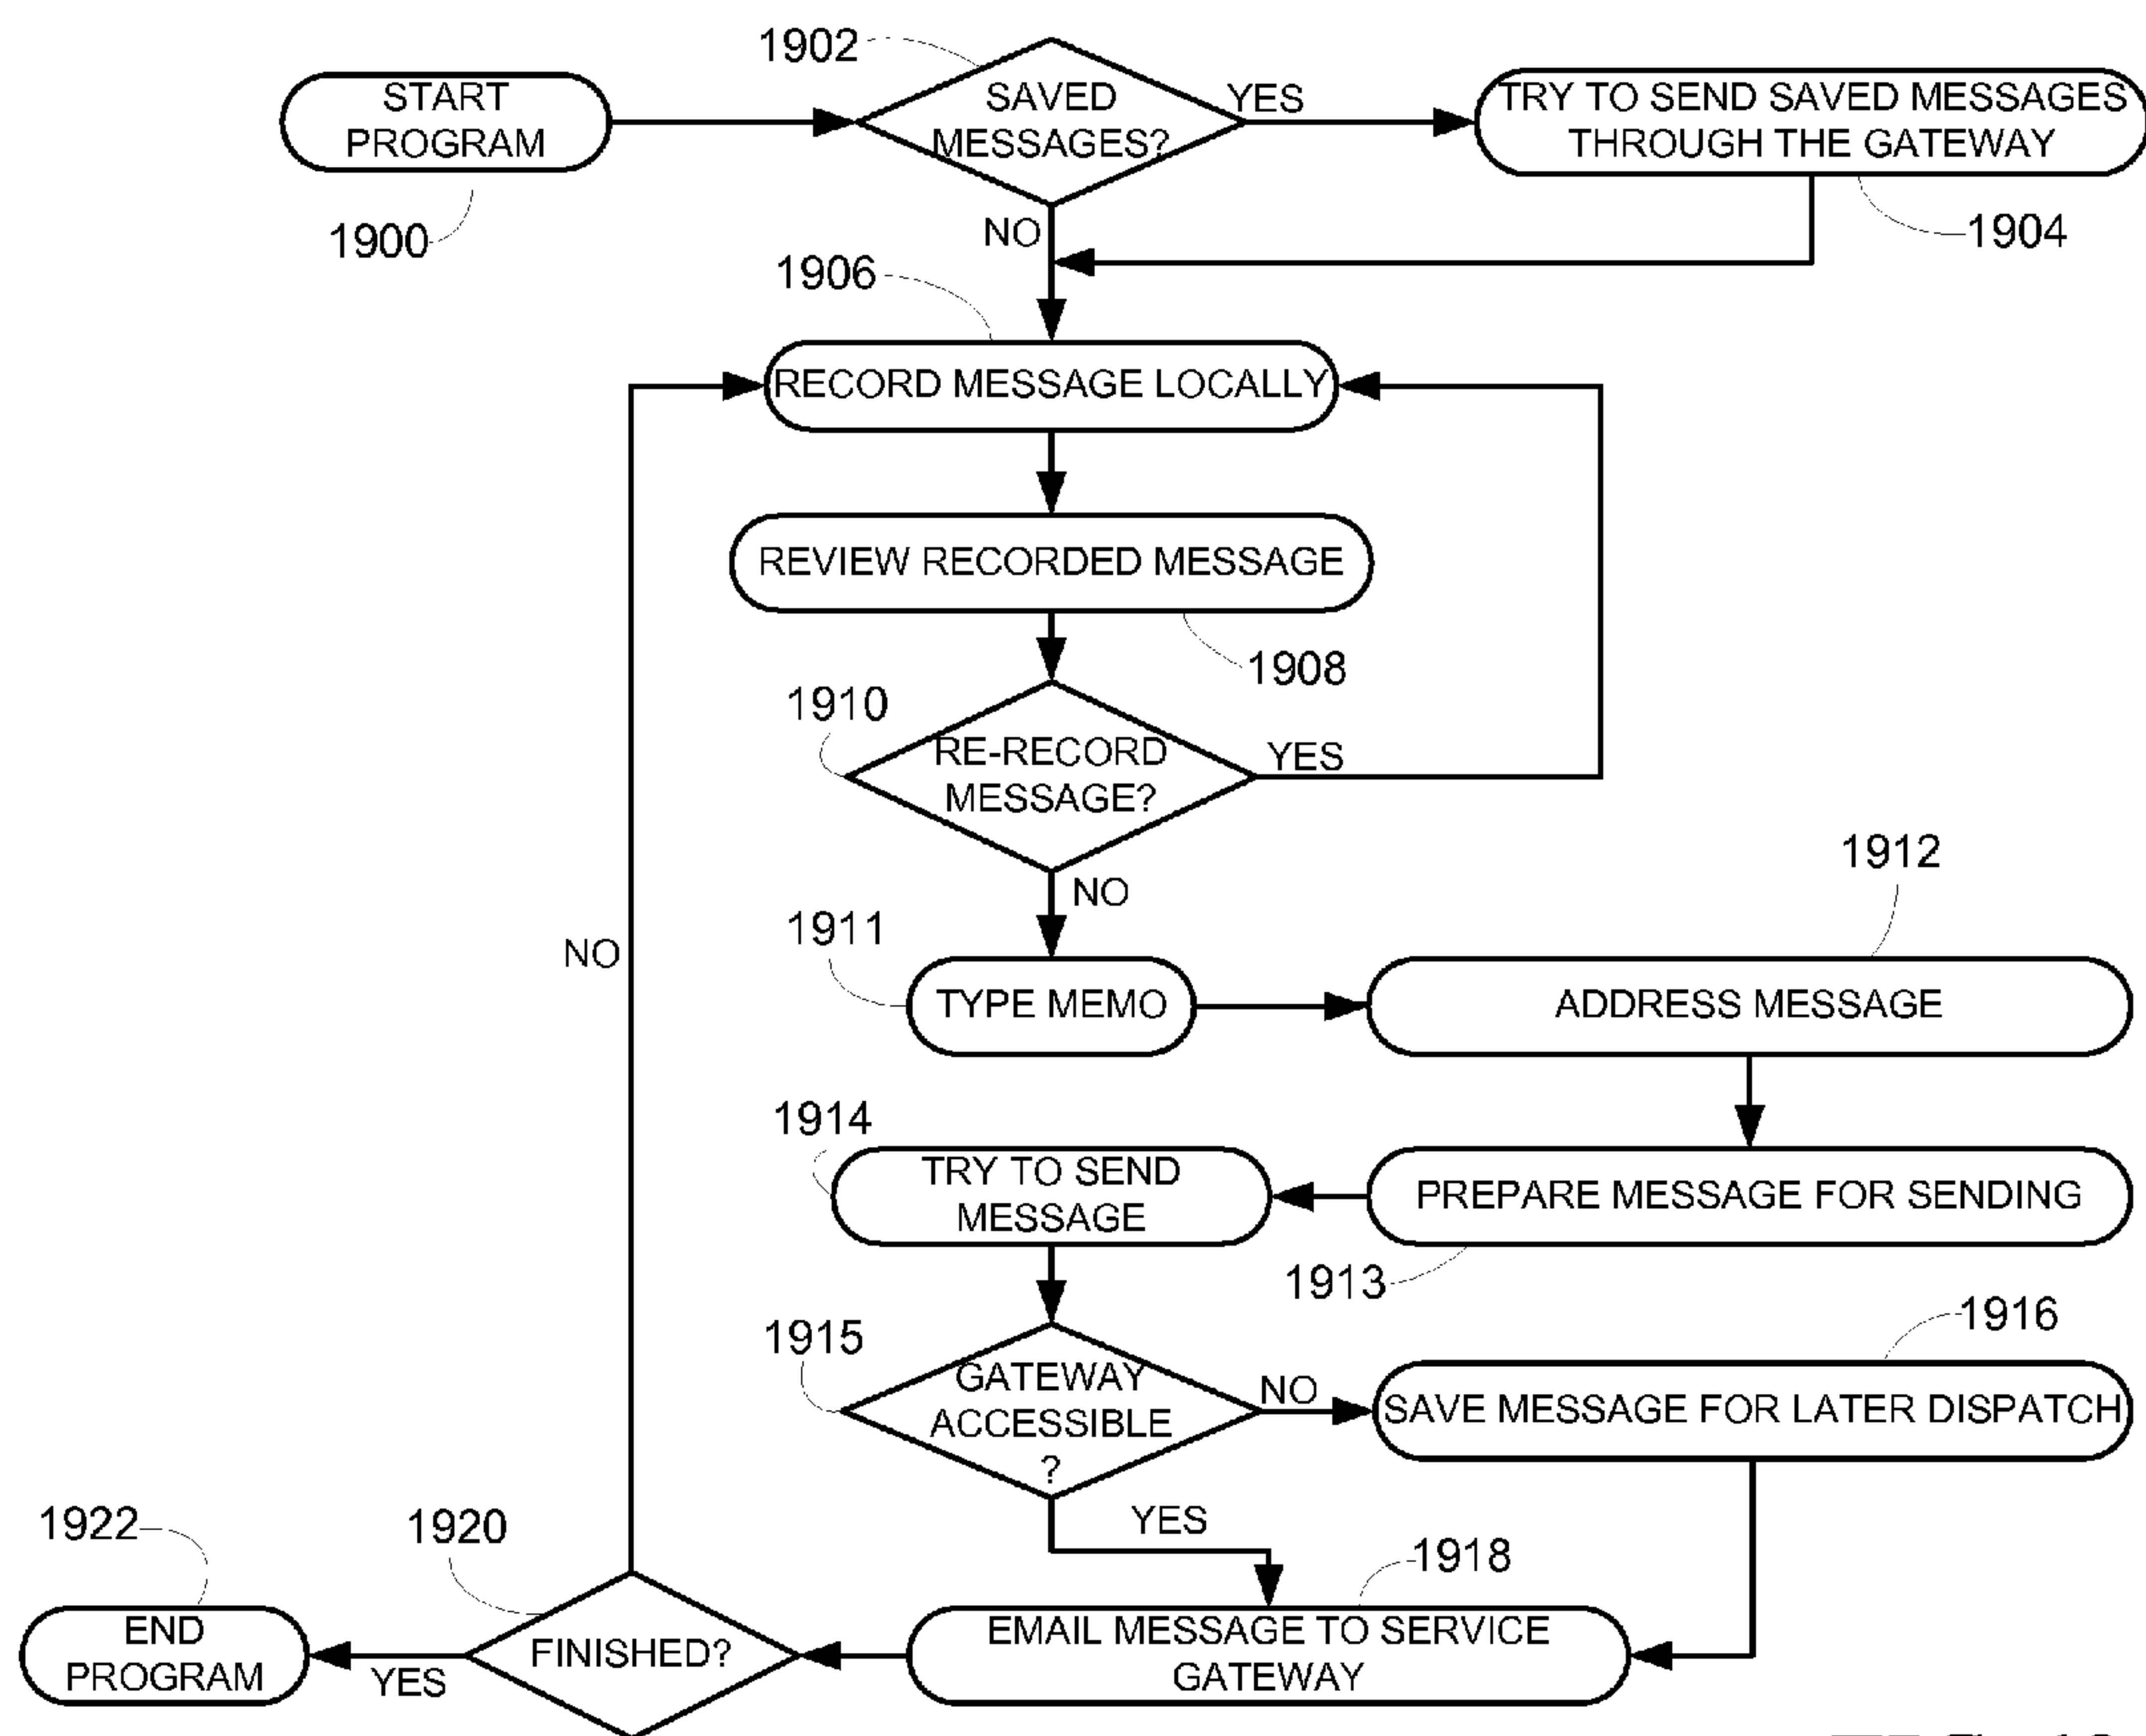 1902
START
PROGRAM
SAVED
MESSAGES?
YES
TRY TO SEND SAVED MESSAGES
THROUGH THE GATEWAY
1900
NO
1904
1906
RECORD MESSAGE LOCALLY
REVIEW RECORDED MESSAGE
1908
1910
RE-RECORD
MESSAGE?
YES
1912
NO
1911
NO
TYPE MEMO
ADDRESS MESSAGE
1914
TRY TO SEND
MESSAGE
PREPARE MESSAGE FOR SENDING
1913
1916
1915
GATEWAY
ACCESSIBLE
?
NO
SAVE MESSAGE FOR LATER DISPATCH
YES
1922
1920
1918
END
PROGRAM
YES
FINISHED?
EMAIL MESSAGE TO SERVICE
GATEWAY